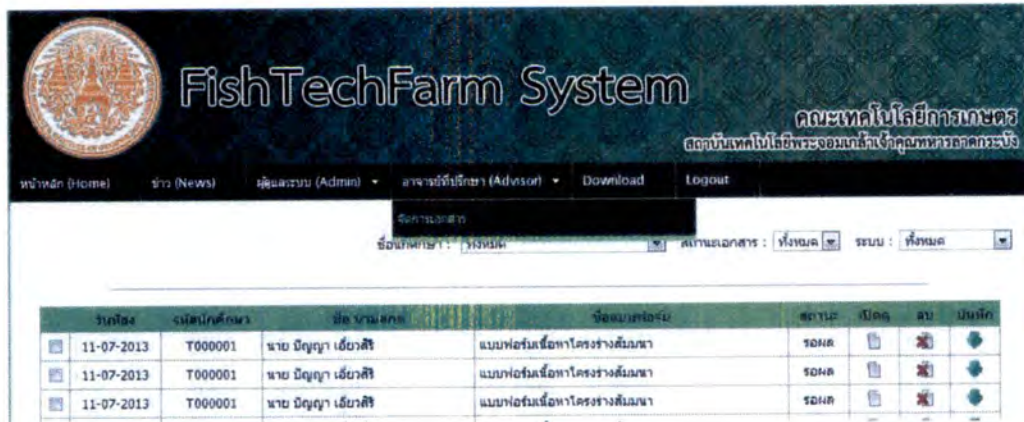 FishTechFarm System
คณะเทคโนโลยีการเกษตร
สถาบันเทคโนโลยีพระจอมเกล้าเจ้าคุณทหารลาดกระบัง
หน้าหลัก (Home) ข่าว (News) ผู้ดูแลระบบ (Admin) อาจารย์ที่ปรึกษา (Advisor) Download Logout
จัดการเอกสาร
ชื่อนักศึกษา : ทั้งหมด สถานะเอกสาร : ทั้งหมด ระบบ : ทั้งหมด
วันที่ส่ง รหัสนักศึกษา ชื่อ นามสกุล ชื่อแบบฟอร์ม สถานะ เปิดดู ลบ บันทึก
11-07-2013 T000001 นาย ปัญญา เอี่ยวศิริ แบบฟอร์มเนื้อหาโครงร่างสัมมนา รอผล
11-07-2013 T000001 นาย ปัญญา เอี่ยวศิริ แบบฟอร์มเนื้อหาโครงร่างสัมมนา รอผล
11-07-2013 T000001 นาย ปัญญา เอี่ยวศิริ แบบฟอร์มเนื้อหาโครงร่างสัมมนา รอผล